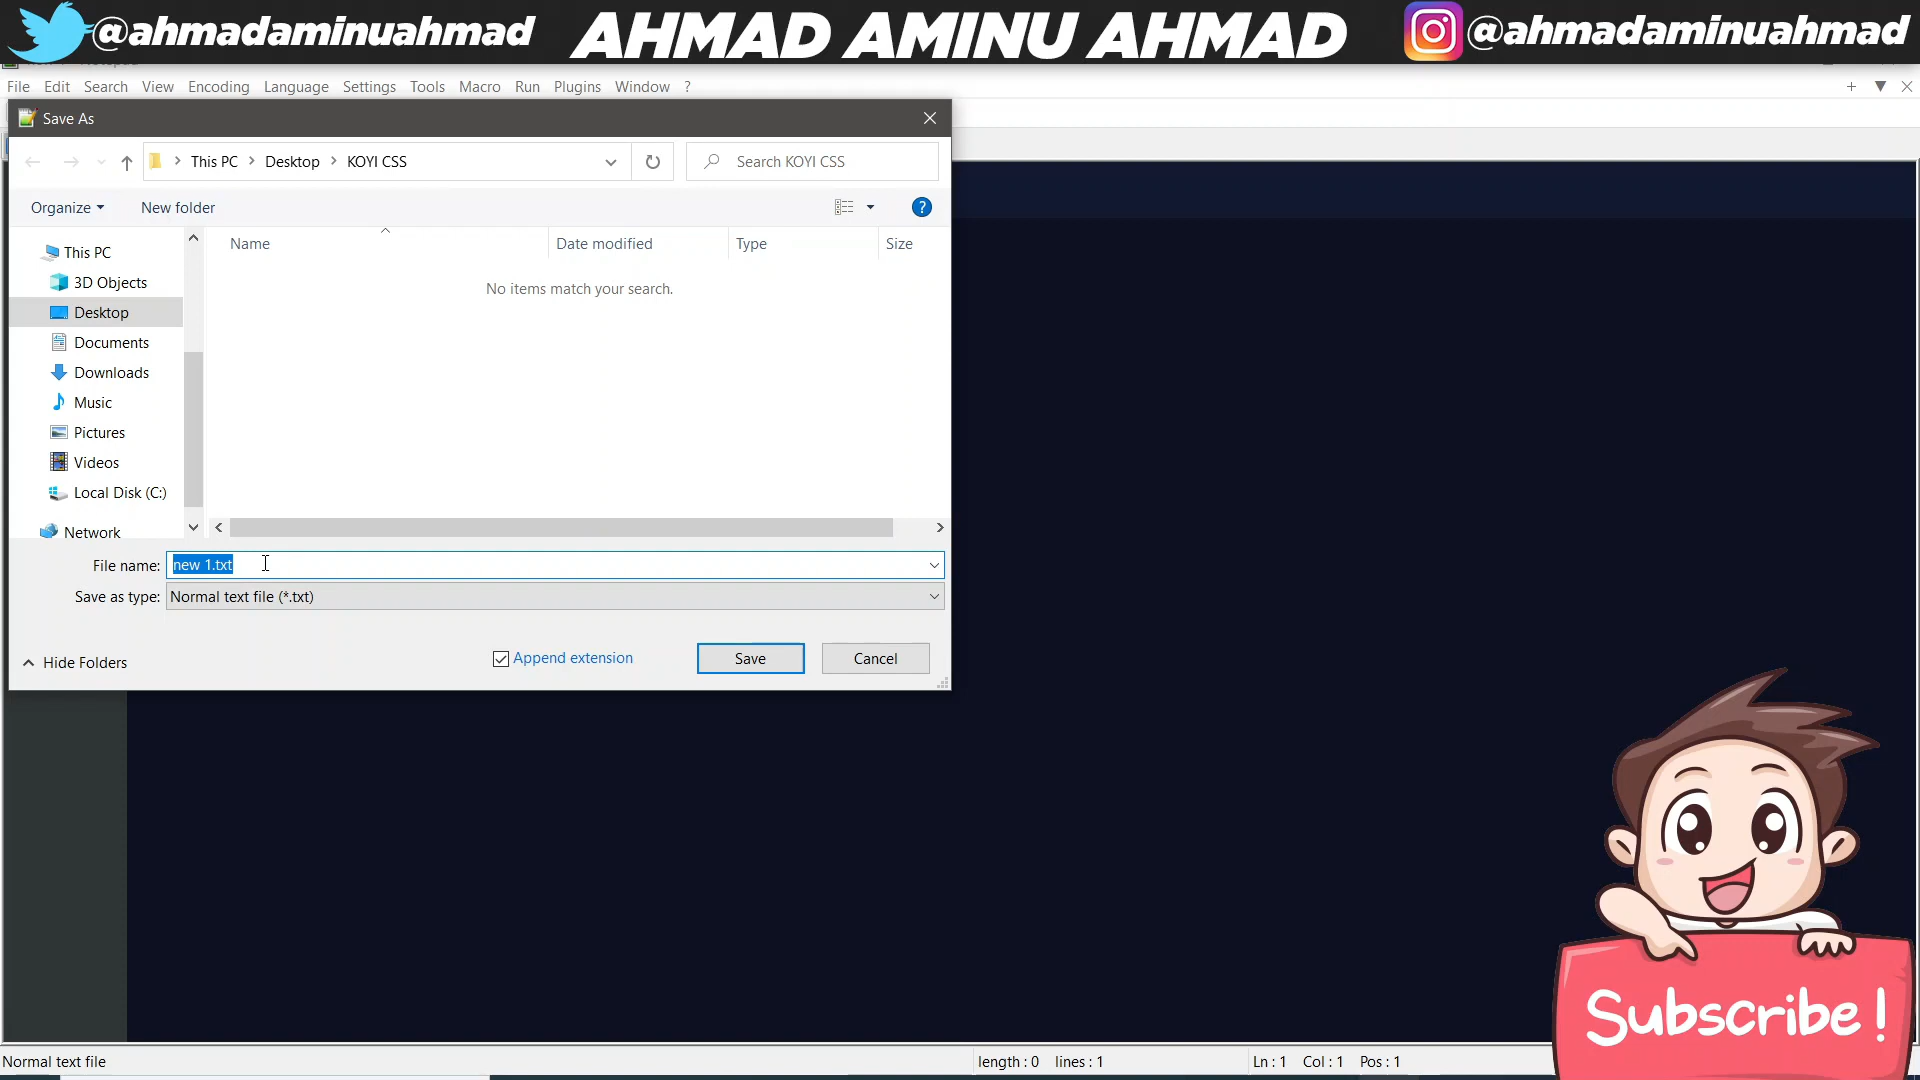 @ahmadaminuahmad AHMAD AMINU AHMAD @ahmadaminuahmad
File Edit Search View Encoding Language Settings Tools Macro Run Plugins Window ? + ▼ ✕
Save As
This PC > Desktop > KOYI CSS
Search KOYI CSS
Organize New folder ?
Name Date modified Type Size
No items match your search.
This PC
3D Objects
Desktop
Documents
Downloads
Music
Pictures
Videos
Local Disk (C:)
Network
File name: new 1.txt
Save as type: Normal text file (*.txt)
Hide Folders
Append extension
Save
Cancel
Subscribe!
Normal text file length : 0 lines : 1 Ln : 1 Col : 1 Pos : 1